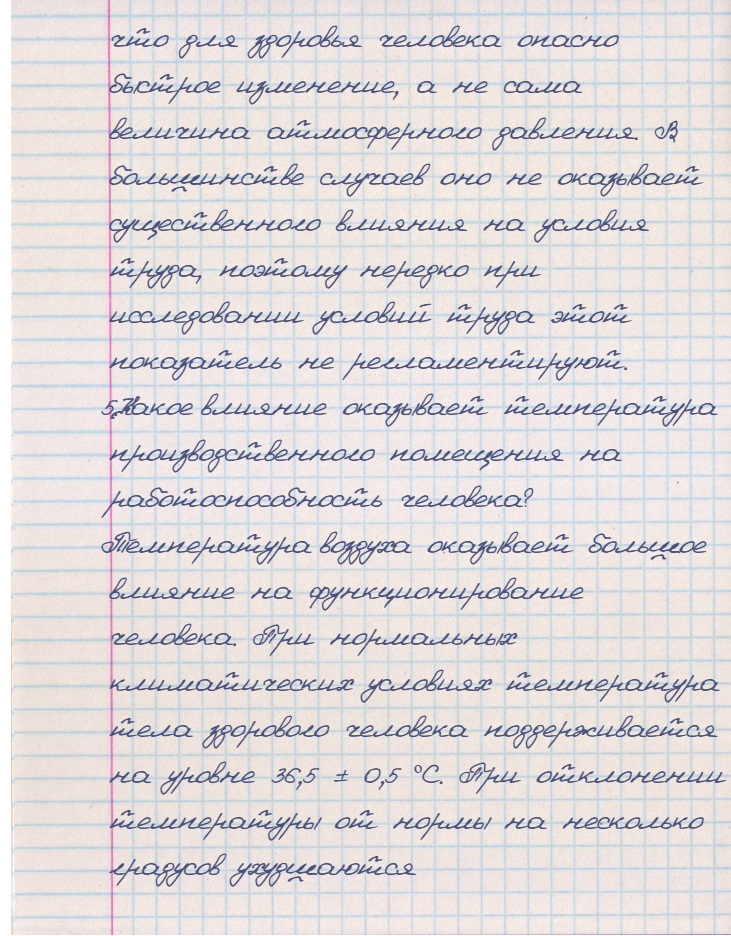 что для здоровья человека опасно
быстрое изменение, а не сама
величина атмосферного давления. В
большинстве случаев оно не оказывает
существенного влияния на условия
труда, поэтому нередко при
исследовании условий труда этот
показатель не регламентируют.
5.Какое влияние оказывает температура
производственного помещения на
работоспособность человека?
Температура воздуха оказывает большое
влияние на функционирование
человека. При нормальных
климатических условиях температура
тела здорового человека поддерживается
на уровне 36,5 ± 0,5 °С. При отклонении
температуры от нормы на несколько
градусов ухудшаются